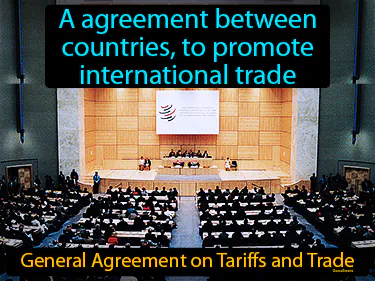 A agreement between
countries, to promote
international trade
General Agreement on Tariffs and Trade